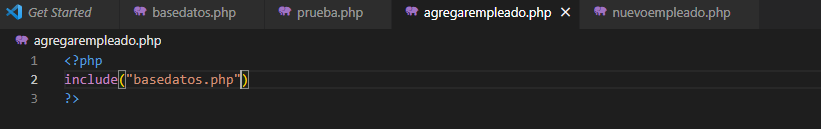 Get Started basedatos.php prueba.php agregarempleado.php nuevoempleado.php
agregarempleado.php
1 <?php
2 include("basedatos.php")
3 ?>